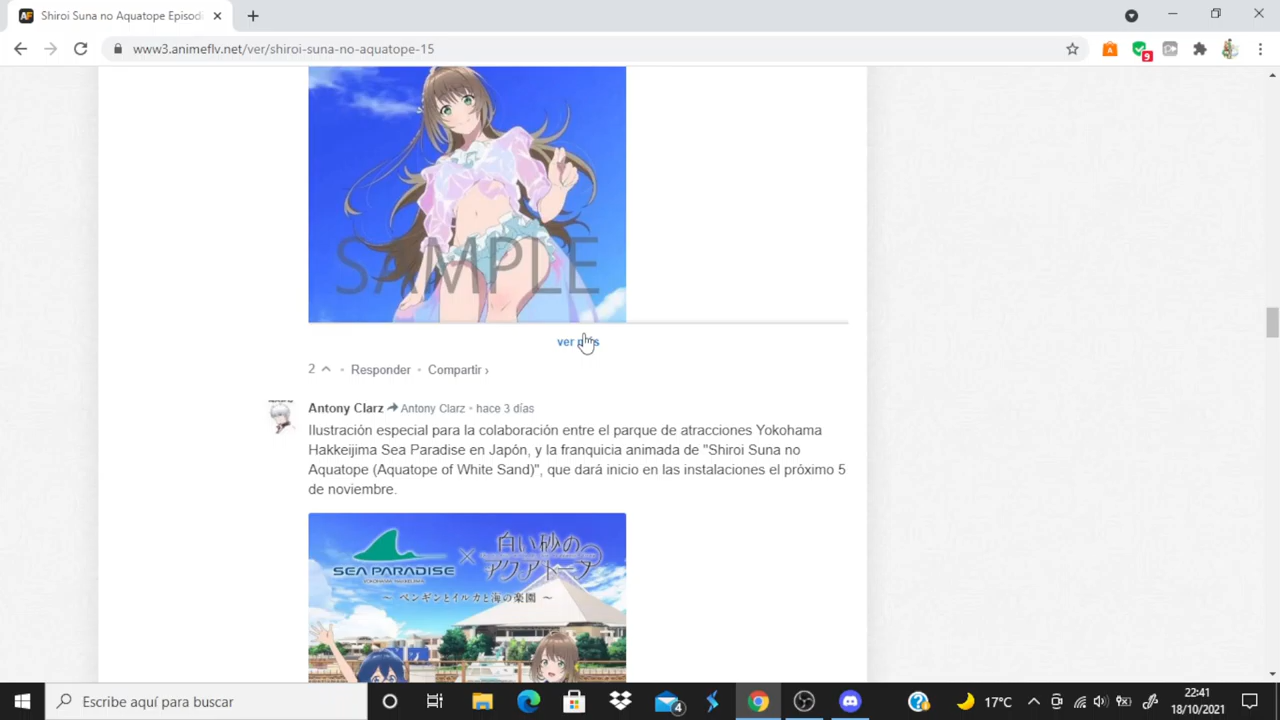 Shiroi Suna no Aquatope Episodi
www3.animeflv.net/ver/shiroi-suna-no-aquatope-15
9
SAMPLE
ver más
2 • Responder • Compartir ›
Antony Clarz Antony Clarz • hace 3 días
Ilustración especial para la colaboración entre el parque de atracciones Yokohama
Hakkeijima Sea Paradise en Japón, y la franquicia animada de "Shiroi Suna no
Aquatope (Aquatope of White Sand)", que dará inicio en las instalaciones el próximo 5
de noviembre.
SEA PARADISE
YOKOHAMA HAKKEIJIMA
×
白い砂の
アクアトープ
～ ペンギンとイルカと海の楽園 ～
Escribe aquí para buscar
4
17°C
22:41
18/10/2021